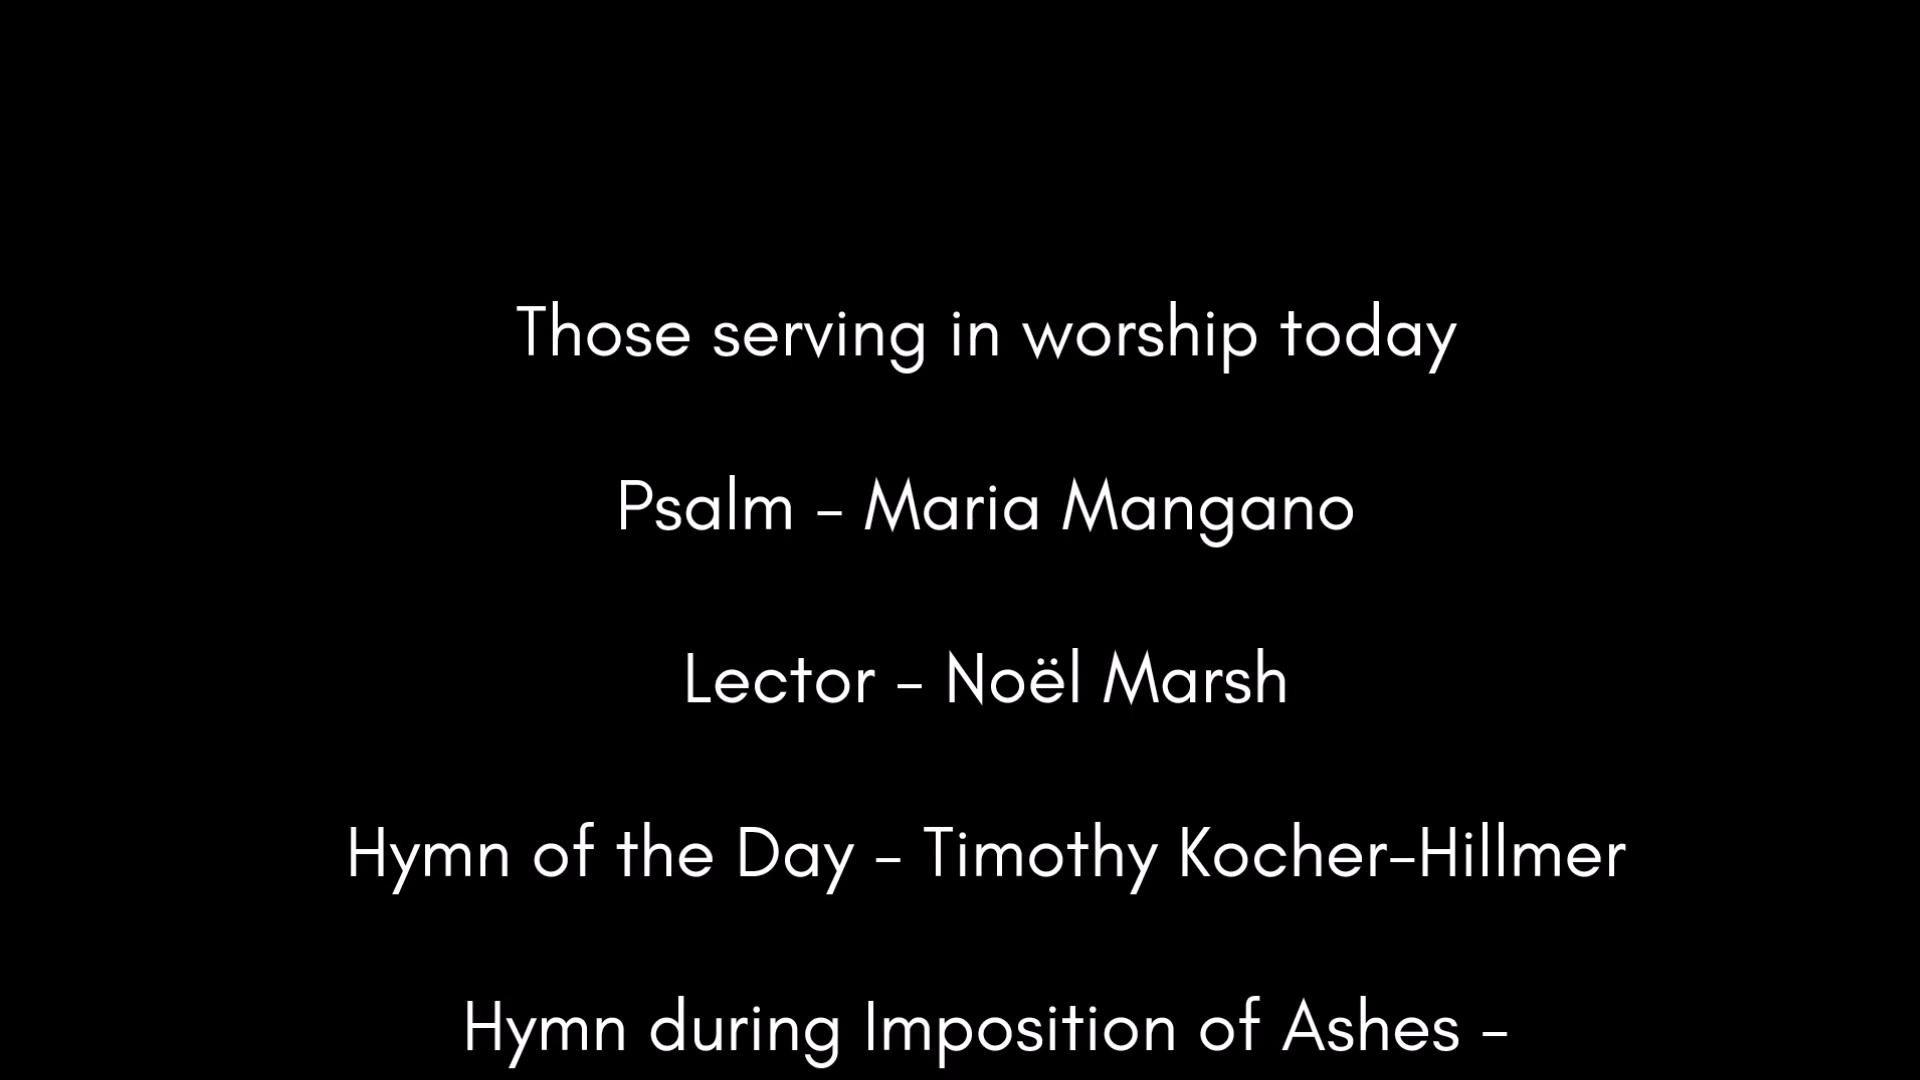 Those serving in worship today
Psalm - Maria Mangano
Lector - Noël Marsh
Hymn of the Day - Timothy Kocher-Hillmer
Hymn during Imposition of Ashes -